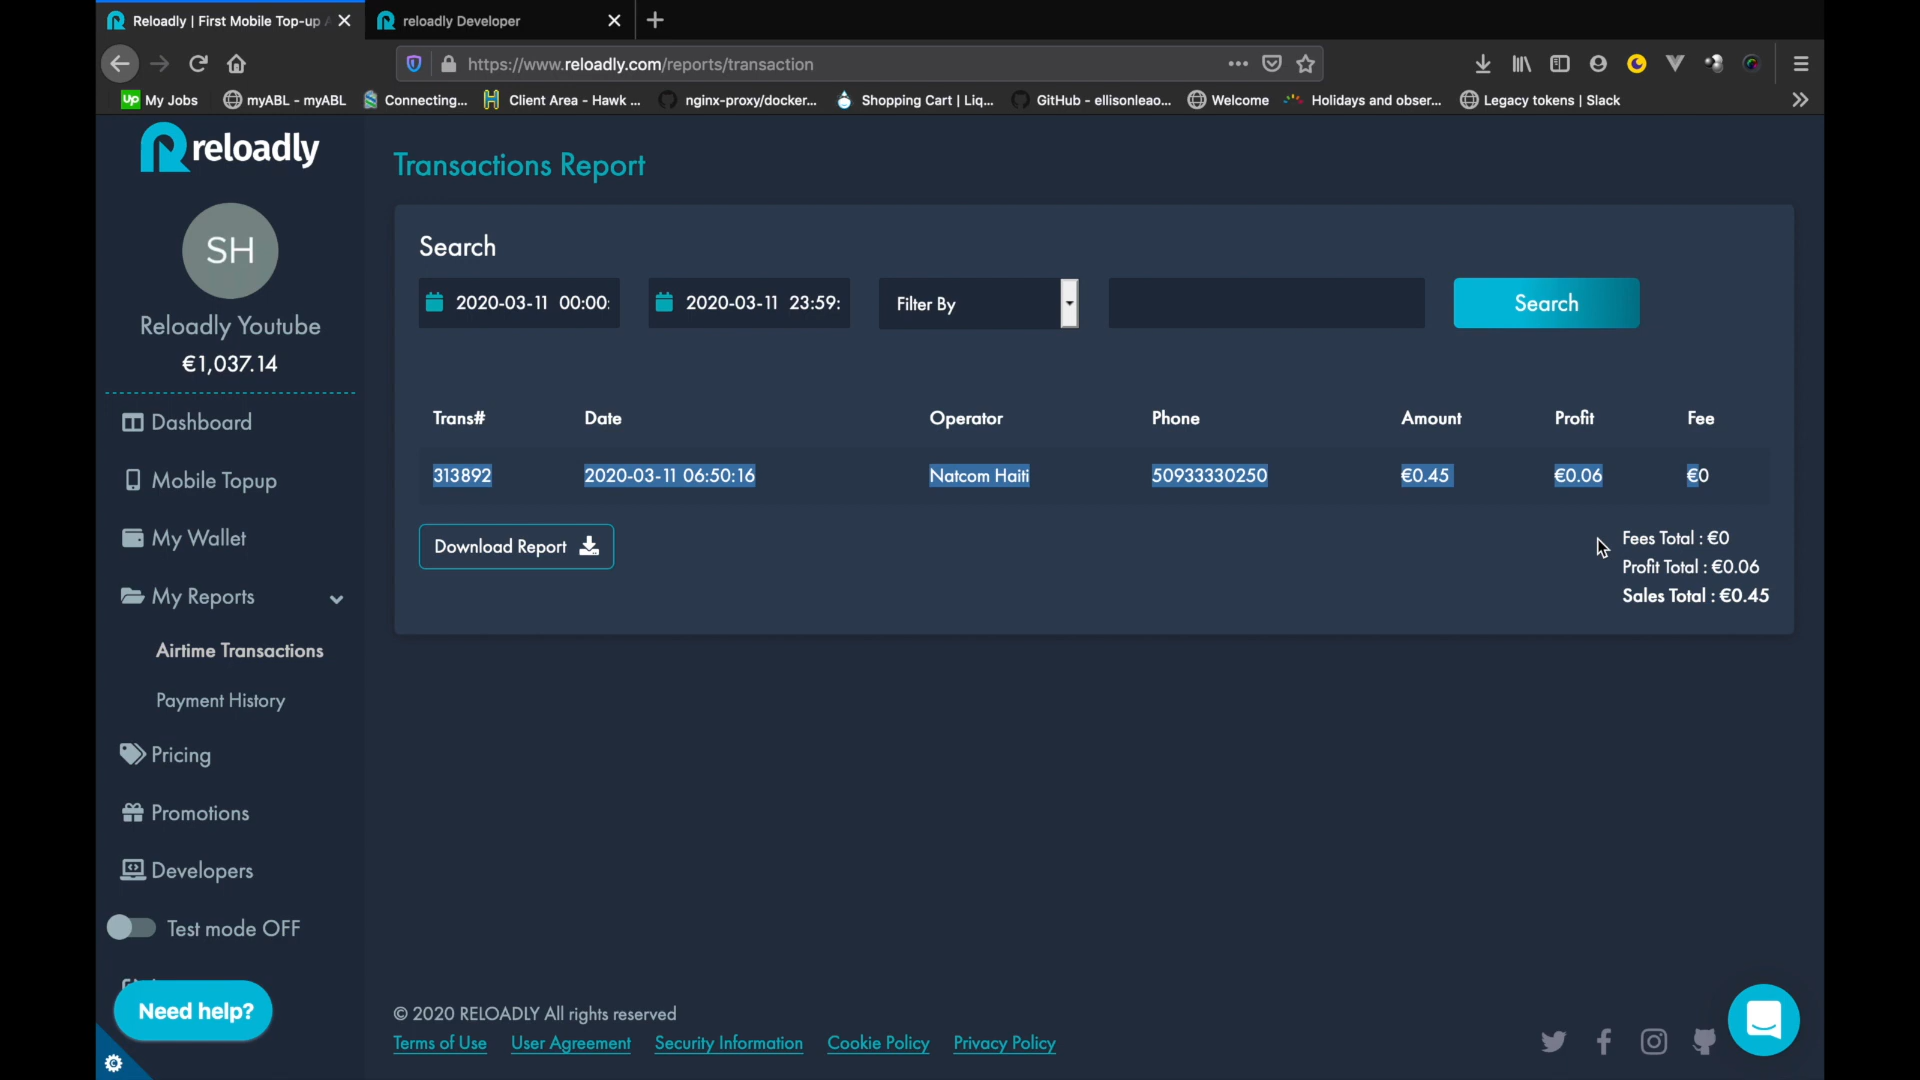 Reloadly | First Mobile Top-up
reloadly Developer
https://www.reloadly.com/reports/transaction
My Jobs
myABL - myABL
Connecting...
Client Area - Hawk ...
nginx-proxy/docker...
Shopping Cart | Liq...
GitHub - ellisonleao...
Welcome
Holidays and obser...
Legacy tokens | Slack
reloadly
SH
Reloadly Youtube
€1,037.14
Dashboard
Mobile Topup
My Wallet
My Reports
Airtime Transactions
Payment History
Pricing
Promotions
Developers
Test mode OFF
Need help?
Transactions Report
Search
2020-03-11 00:00:
2020-03-11 23:59:
Filter By
Search
Trans# Date Operator Phone Amount Profit Fee
313892 2020-03-11 06:50:16 Natcom Haiti 50933330250 €0.45 €0.06 €0
Download Report
Fees Total : €0
Profit Total : €0.06
Sales Total : €0.45
© 2020 RELOADLY All rights reserved
Terms of Use User Agreement Security Information Cookie Policy Privacy Policy